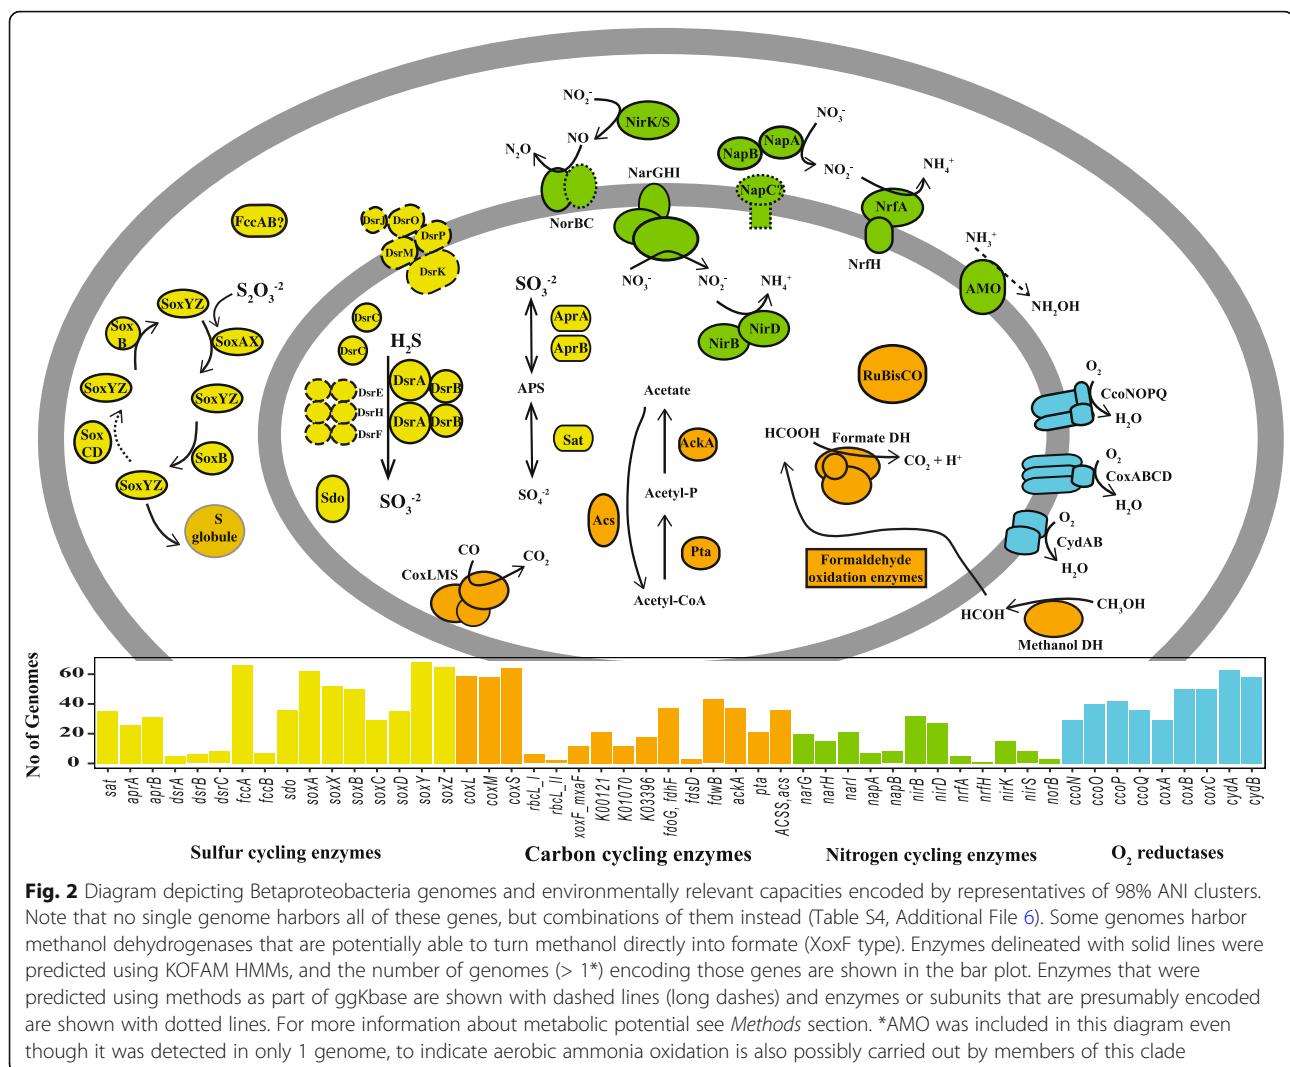 NO2-
NirK/S
NO
N2O
NorBC
NarGHI
NO3-
NO2-
NapB
NapA
NapC?
NO3-
NO2-
NH4+
NrfA
NrfH
NH3+
AMO
NH2OH
NH4+
NirD
NirB
FccAB?
DsrJ
DsrO
DsrP
DsrM
DsrK
S2O3-2
SoxYZ
Sox
B
SoxAX
SoxYZ
SoxYZ
Sox
CD
SoxB
SoxYZ
S
globule
DsrC
DsrC
H2S
DsrA
DsrB
DsrA
DsrB
DsrE
DsrH
DsrF
Sdo
SO3-2
SO3-2
AprA
AprB
APS
Sat
SO4-2
Acetate
AckA
Acetyl-P
Acs
Pta
Acetyl-CoA
CO
CO2
CoxLMS
RuBisCO
HCOOH
Formate DH
CO2 + H+
Formaldehyde
oxidation enzymes
HCOH
CH3OH
Methanol DH
O2
CcoNOPQ
H2O
O2
CoxABCD
H2O
O2
CydAB
H2O
No of Genomes
60
40
20
0
sat
aprA
aprB
dsrA
dsrB
dsrC
fccA
fccB
sdo
soxA
soxX
soxB
soxC
soxD
soxY
soxZ
coxL
coxM
coxS
rbcL_I
rbcL_II
xoxF_mxaF
K00121
K01070
K03396
fdoG, fdhF
fdsD
fdwB
ackA
pta
ACSS,acs
narG
narH
narI
napA
napB
nirB
nirD
nrfA
nrfH
nirK
nirS
norB
ccoN
ccoO
ccoP
ccoQ
coxA
coxB
coxC
cydA
cydB
Sulfur cycling enzymes
Carbon cycling enzymes
Nitrogen cycling enzymes
O2 reductases
Fig. 2 Diagram depicting Betaproteobacteria genomes and environmentally relevant capacities encoded by representatives of 98% ANI clusters.
Note that no single genome harbors all of these genes, but combinations of them instead (Table S4, Additional File 6). Some genomes harbor
methanol dehydrogenases that are potentially able to turn methanol directly into formate (XoxF type). Enzymes delineated with solid lines were
predicted using KOFAM HMMs, and the number of genomes (> 1*) encoding those genes are shown in the bar plot. Enzymes that were
predicted using methods as part of ggKbase are shown with dashed lines (long dashes) and enzymes or subunits that are presumably encoded
are shown with dotted lines. For more information about metabolic potential see Methods section. *AMO was included in this diagram even
though it was detected in only 1 genome, to indicate aerobic ammonia oxidation is also possibly carried out by members of this clade